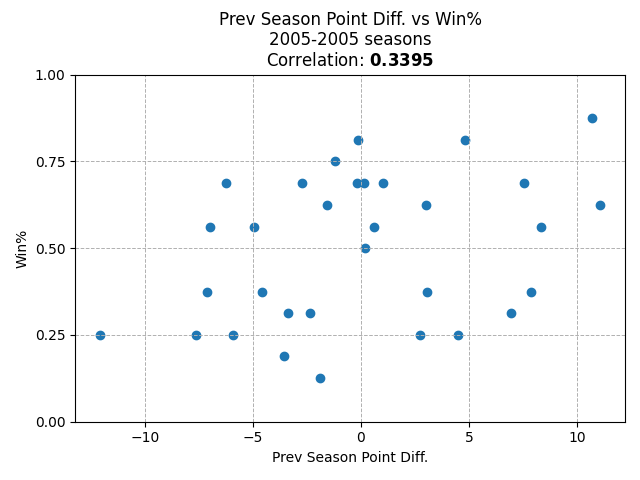 Prev Season Point Diff. vs Win%
2005-2005 seasons
Correlation: 0.3395
1.00
0.75
0.50
0.25
0.00
Win%
−10
−5
0
5
10
Prev Season Point Diff.